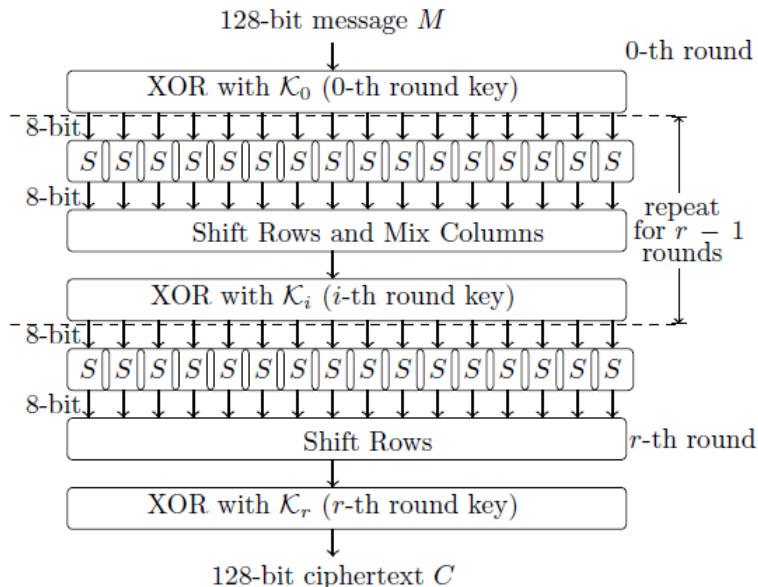 128-bit message M
0-th round
XOR with K₀ (0-th round key)
8-bit
S S S S S S S S S S S S S S S S
8-bit
Shift Rows and Mix Columns
repeat
for r − 1
rounds
XOR with Kᵢ (i-th round key)
8-bit
S S S S S S S S S S S S S S S S
8-bit
Shift Rows
r-th round
XOR with Kᵣ (r-th round key)
128-bit ciphertext C